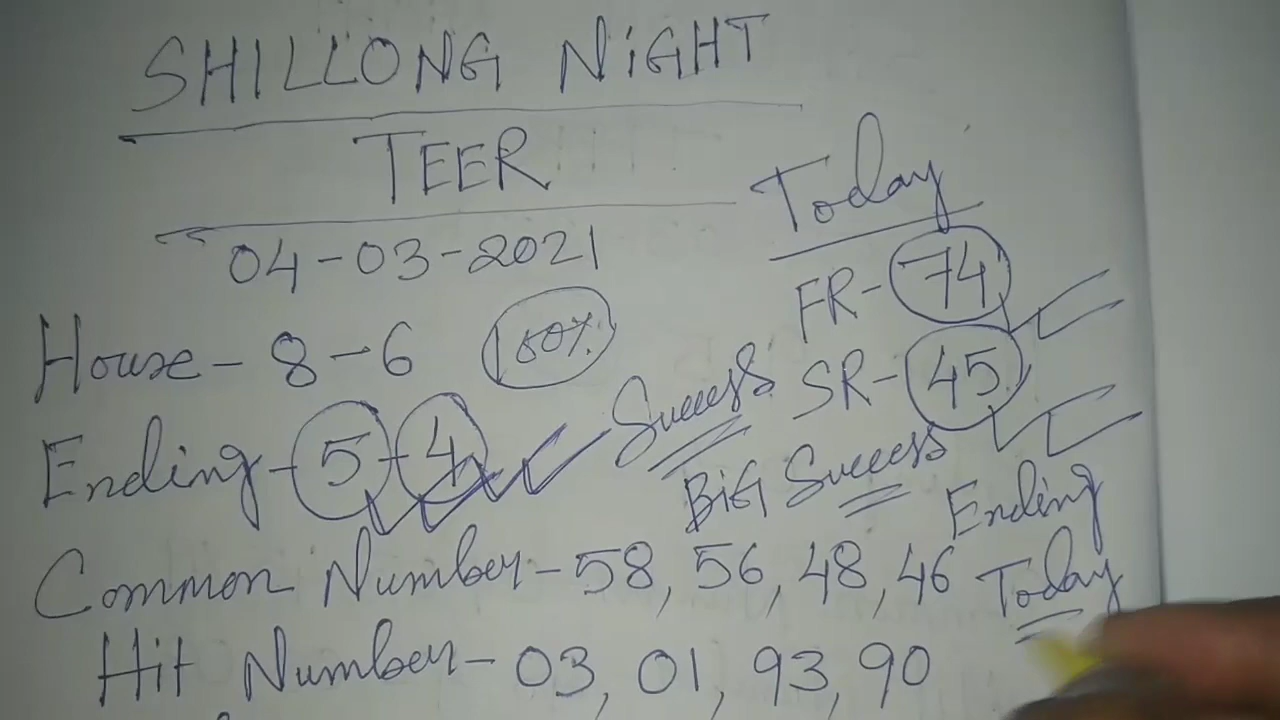 SHILLONG NiGHT
TEER
04-03-2021
Today
FR- 74
SR- 45
House - 8 - 6 100%
Ending - 5 - 4 Success
BiG Success
Ending
Today
Common Number - 58, 56, 48, 46
Hit Number - 03, 01, 93, 90